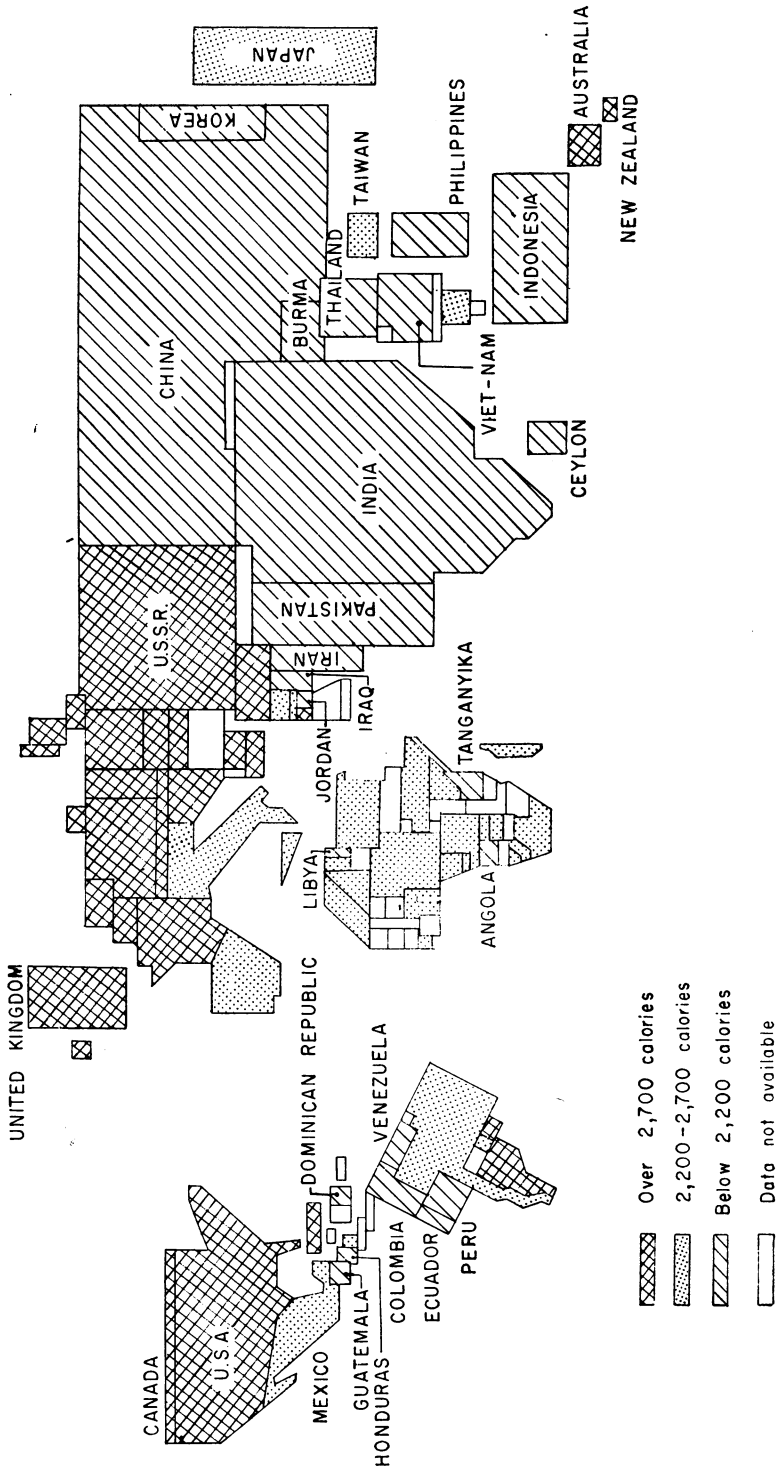 UNITED KINGDOM
CANADA
U.S.A.
MEXICO
GUATEMALA
HONDURAS
DOMINICAN REPUBLIC
VENEZUELA
COLOMBIA
ECUADOR
PERU
LIBYA
ANGOLA
TANGANYIKA
JORDAN
IRAQ
IRAN
PAKISTAN
U.S.S.R.
CHINA
INDIA
CEYLON
BURMA
THAILAND
VIET-NAM
KOREA
JAPAN
TAIWAN
PHILIPPINES
INDONESIA
AUSTRALIA
NEW ZEALAND
Over 2,700 calories
2,200-2,700 calories
Below 2,200 calories
Data not available